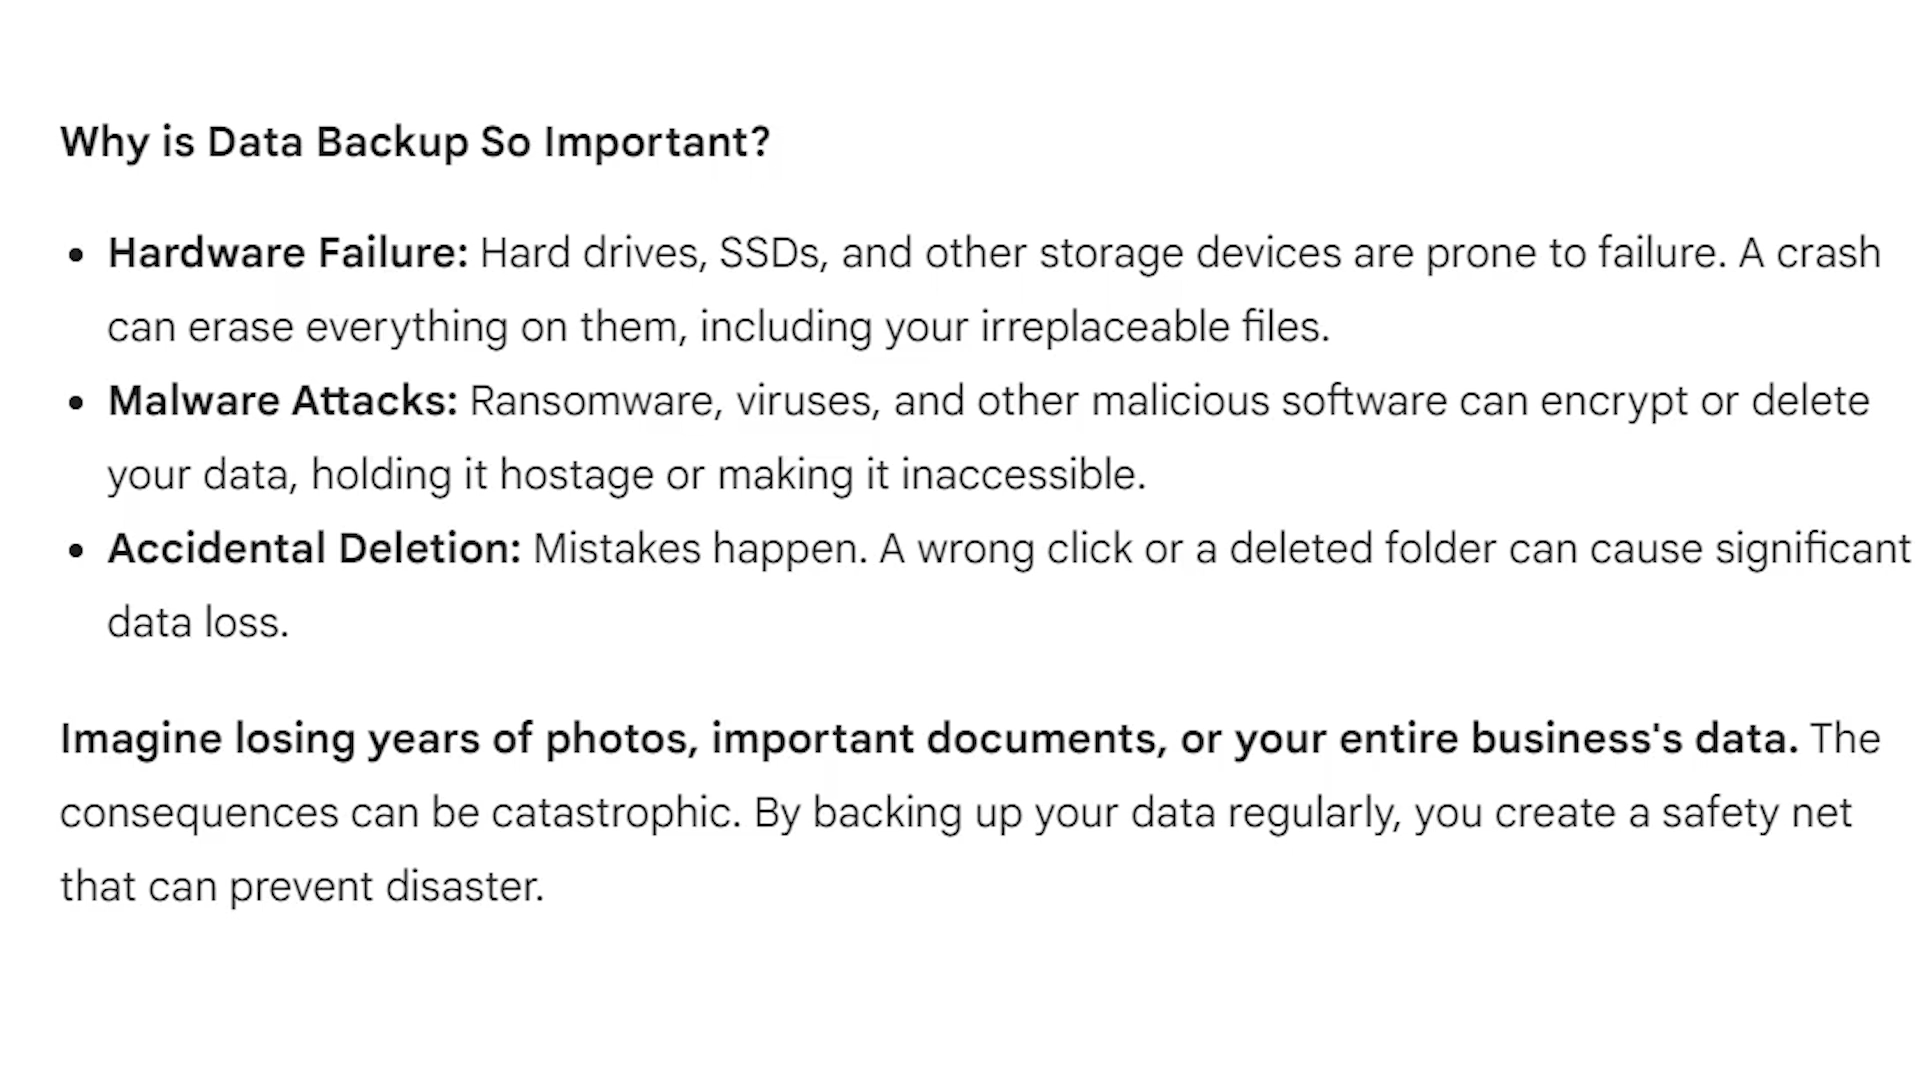 Why is Data Backup So Important?
• Hardware Failure: Hard drives, SSDs, and other storage devices are prone to failure. A crash
can erase everything on them, including your irreplaceable files.
• Malware Attacks: Ransomware, viruses, and other malicious software can encrypt or delete
your data, holding it hostage or making it inaccessible.
• Accidental Deletion: Mistakes happen. A wrong click or a deleted folder can cause significant
data loss.
Imagine losing years of photos, important documents, or your entire business's data. The
consequences can be catastrophic. By backing up your data regularly, you create a safety net
that can prevent disaster.